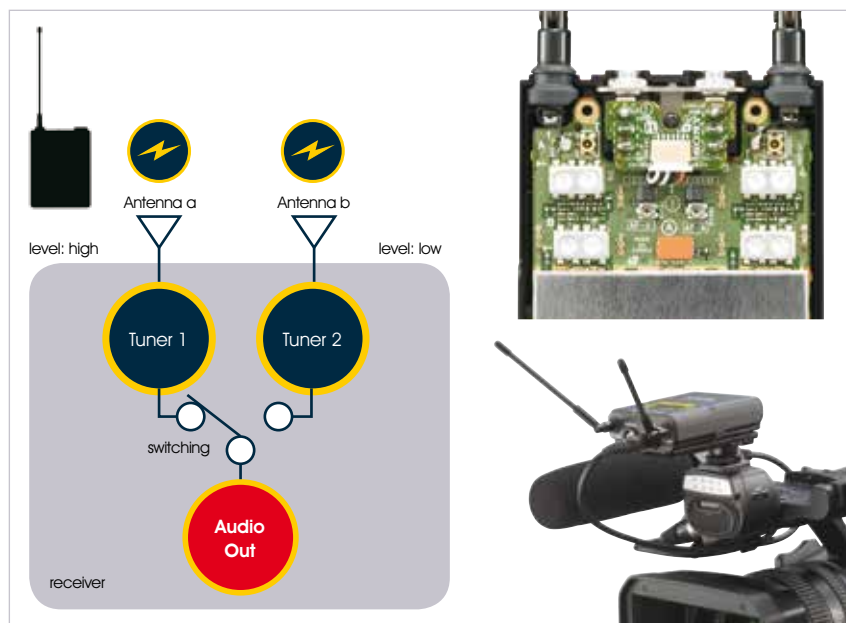 Antenna a
Antenna b
level: high
level: low
Tuner 1
Tuner 2
switching
Audio
Out
receiver